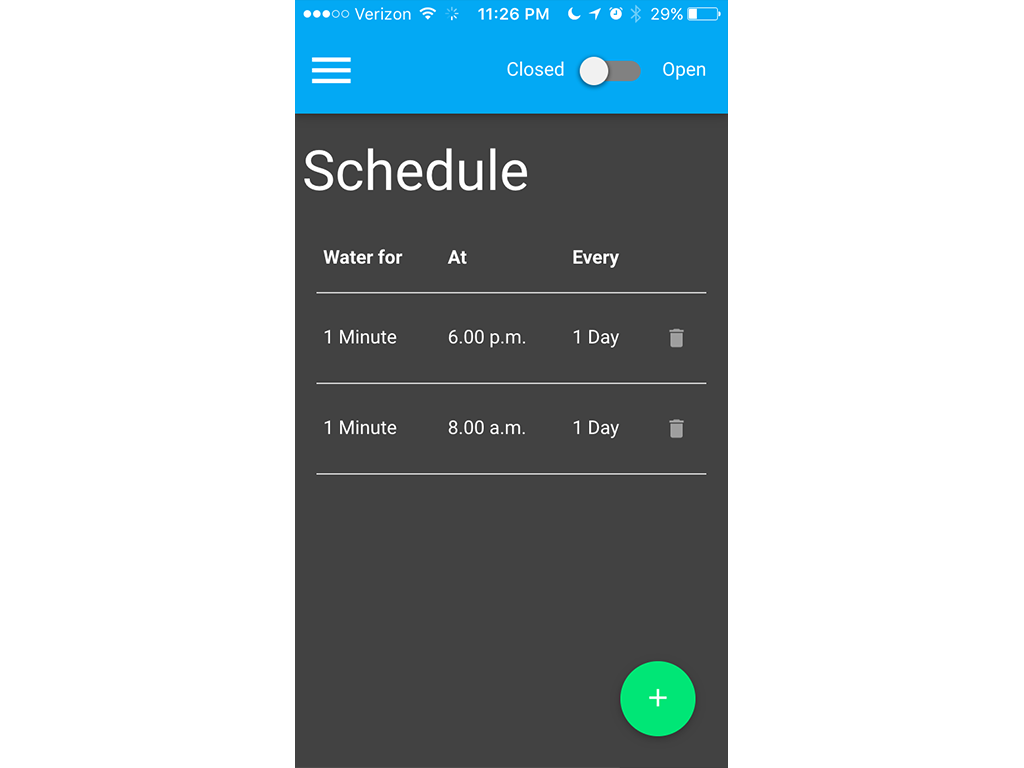 Verizon 11:26 PM 29%
Closed Open
Schedule
Water for At Every
1 Minute 6.00 p.m. 1 Day
1 Minute 8.00 a.m. 1 Day
+